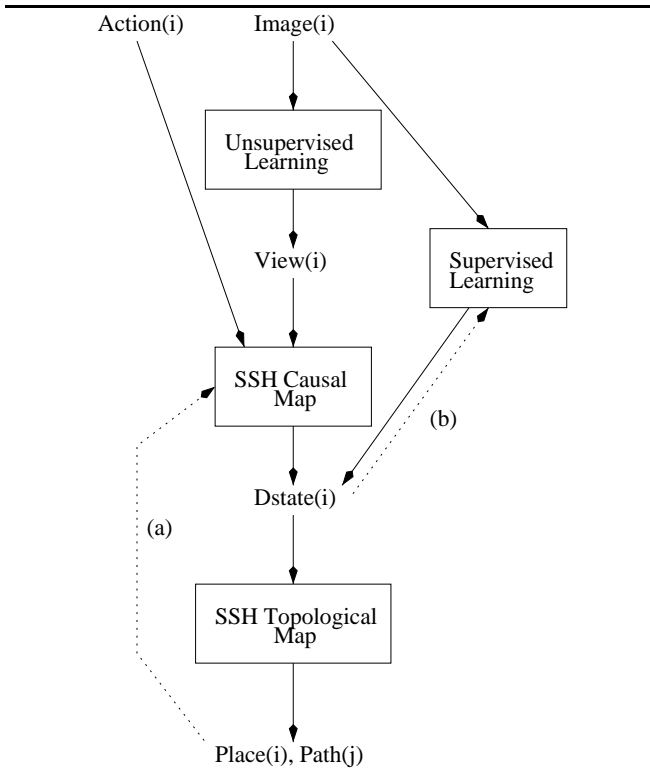 Action(i)
Image(i)
Unsupervised
Learning
View(i)
Supervised
Learning
SSH Causal
Map
(b)
Dstate(i)
(a)
SSH Topological
Map
Place(i), Path(j)